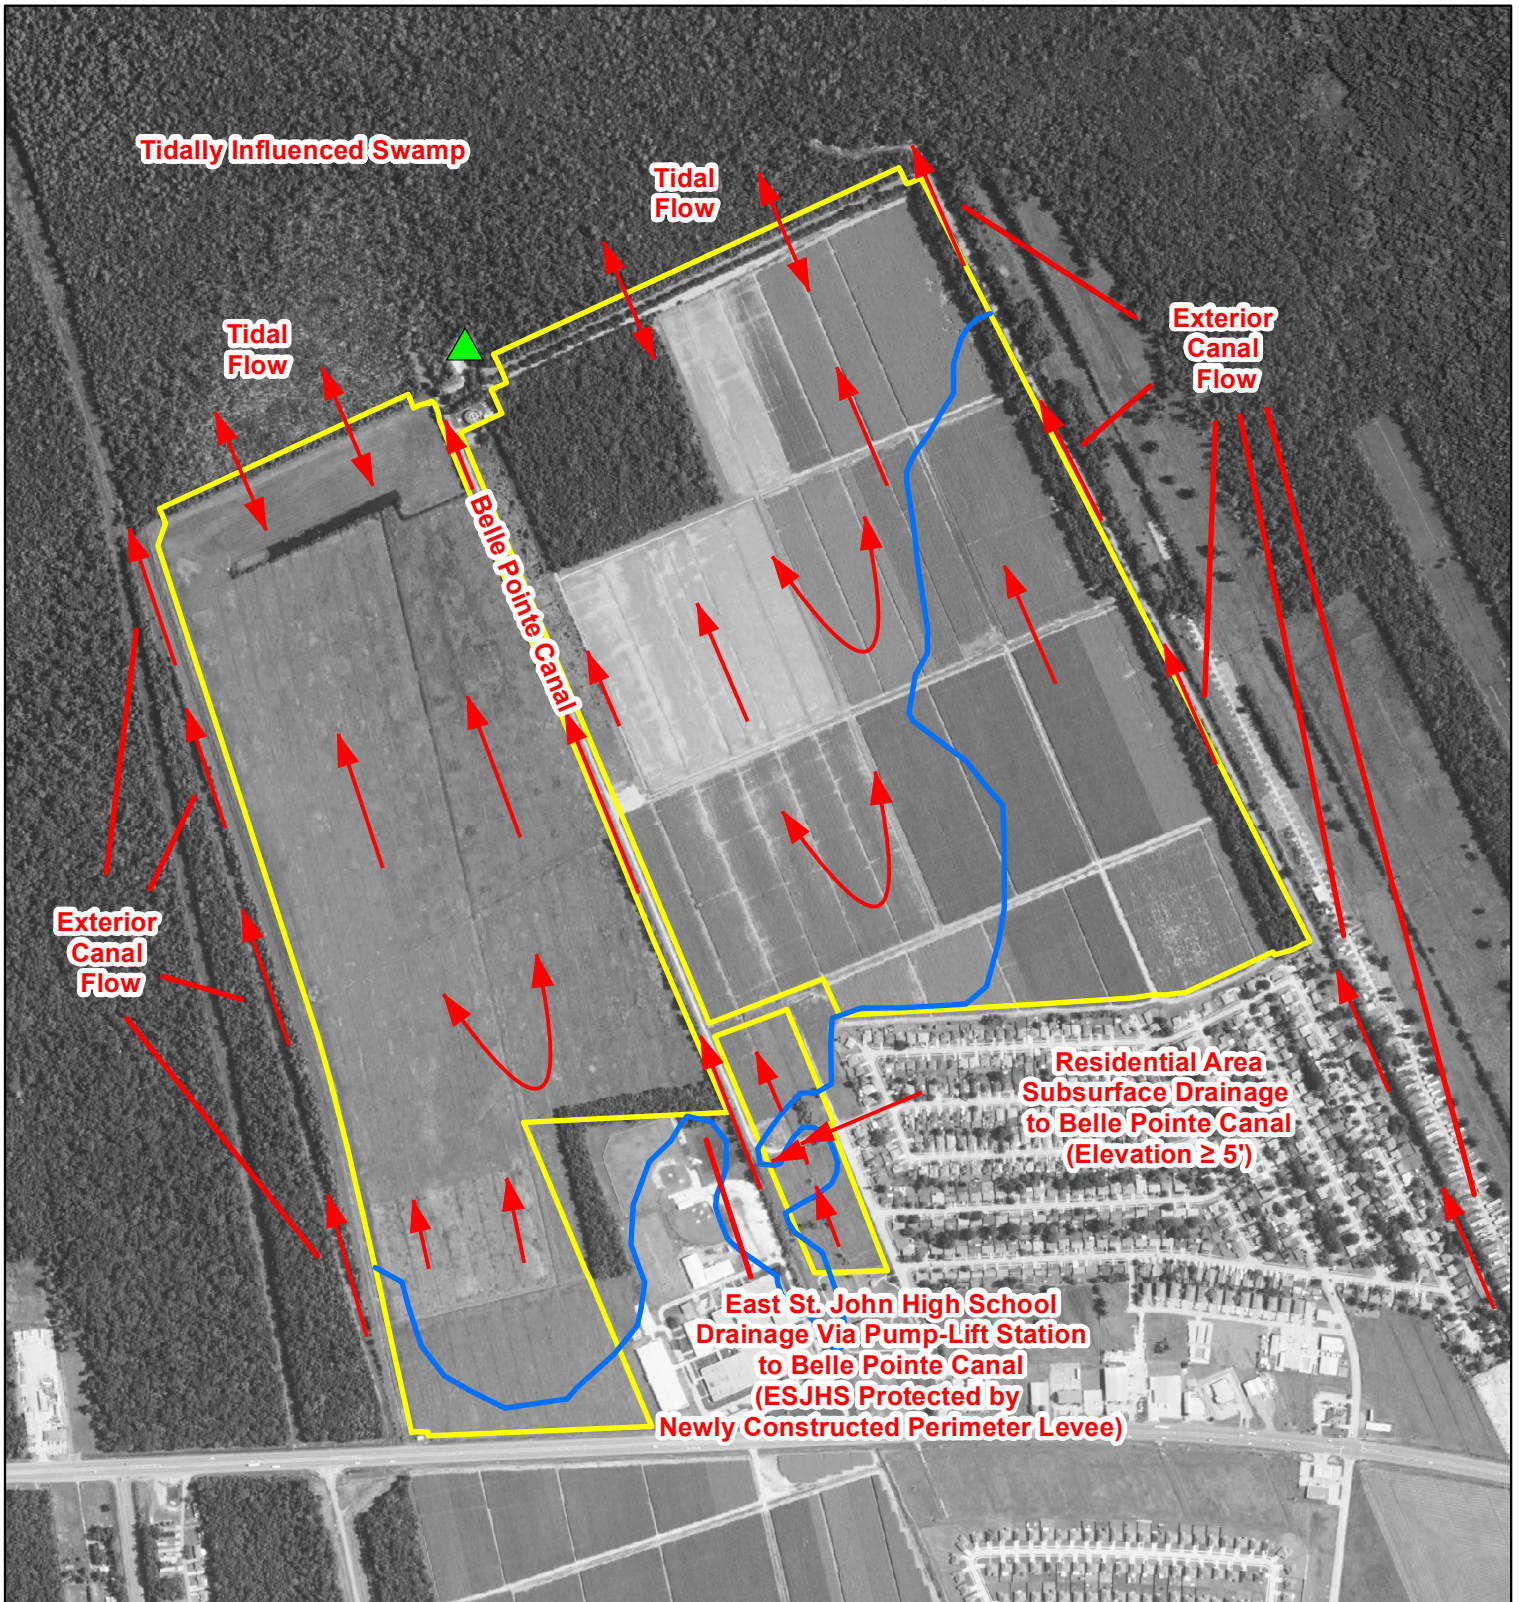 Tidally Influenced Swamp
Tidal
Flow
Tidal
Flow
Exterior
Canal
Flow
Belle Pointe Canal
Exterior
Canal
Flow
Residential Area
Subsurface Drainage
to Belle Pointe Canal
(Elevation ≥ 5')
East St. John High School
Drainage Via Pump-Lift Station
to Belle Pointe Canal
(ESJHS Protected by
Newly Constructed Perimeter Levee)